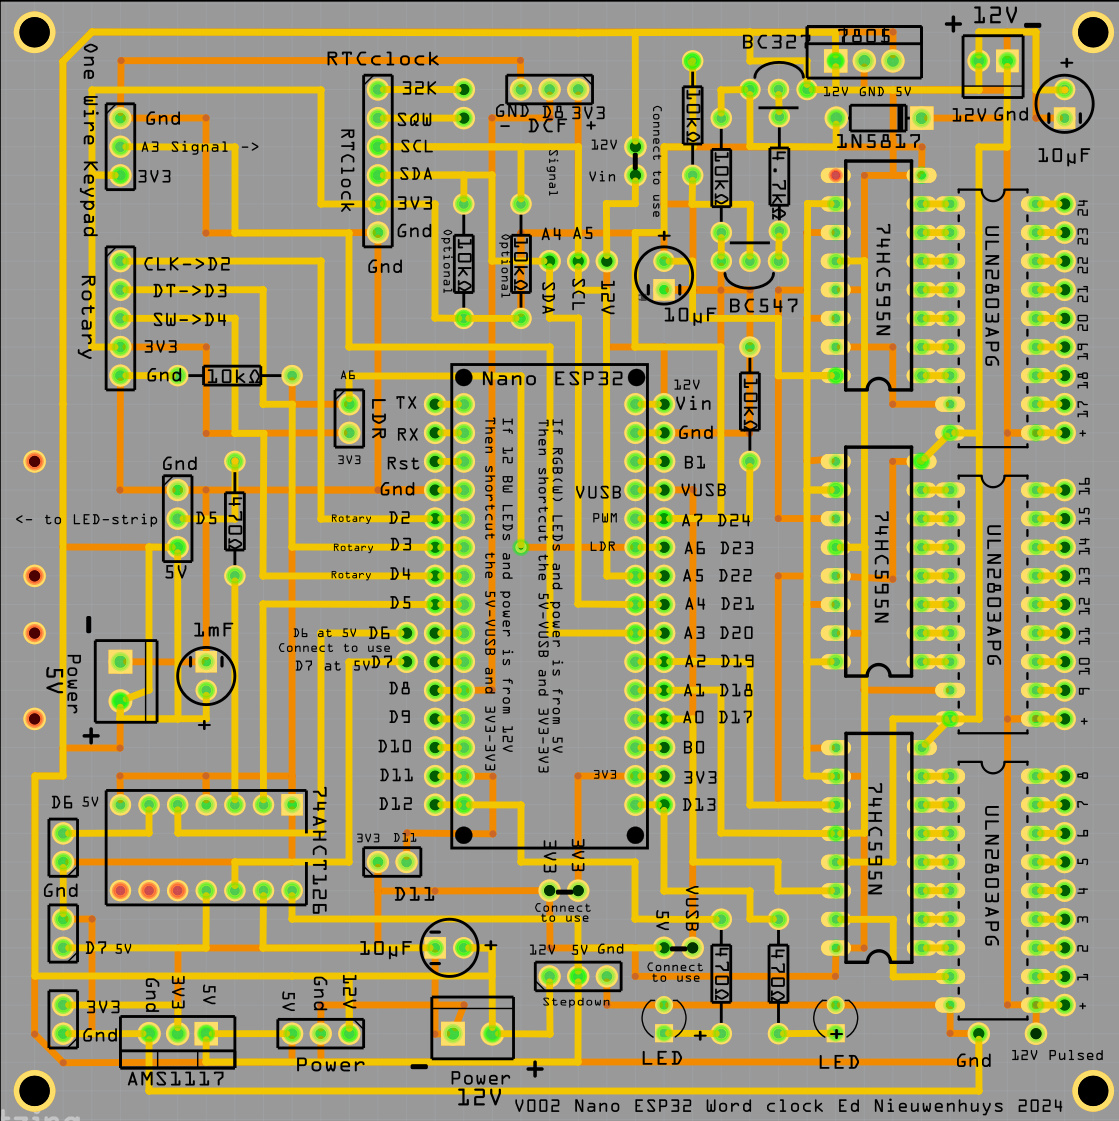 12V
+ -
7805
BC327
12V GND 5V
12V Gnd
+
10µF
RTCclock
32K
SQW
SCL
SDA
3V3
Gnd
RTClock
Gnd
GND D8 3V3
- DCF +
Signal
12V
Vin
Connect to use
10kΩ
10kΩ
4.7kΩ
1N5817
One Wire Keypad
Gnd
A3 Signal ->
3V3
Rotary
CLK->D2
DT->D3
SW->D4
3V3
Gnd
10kΩ
Optional
10kΩ
Optional
10kΩ
A4 A5
SDA
SCL
12V
+
10µF
BC547
10kΩ
74HC595N
ULN2803APG
24
23
22
21
20
19
18
17
+
A6
LDR
3V3
Nano ESP32
TX
RX
Rst
Gnd
D2
D3
D4
D5
D6
D7
D8
D9
D10
D11
D12
Rotary
Rotary
Rotary
D6 at 5V
Connect to use
D7 at 5V
If 12 BW LEDs and power is from 12V
Then shortcut the 5V-VUSB and 3V3-3V3
If RGB(W) LEDs and power is from 5V
Then shortcut the 5V-VUSB and 3V3-3V3
12V
Vin
Gnd
B1
VUSB
VUSB
PWM
A7 D24
LDR
A6 D23
A5 D22
A4 D21
A3 D20
A2 D19
A1 D18
A0 D17
B0
3V3
3V3
D13
Gnd
<- to LED-strip
D5
5V
470Ω
1mF
+
-
Power
5V
+
74HC595N
ULN2803APG
16
15
14
13
12
11
10
9
+
D6 5V
Gnd
74AHCT126
3V3 D11
D11
3V3
3V3
Connect
to use
VUSB
5V
Connect
to use
74HC595N
ULN2803APG
8
7
6
5
4
3
2
1
+
D7 5V
3V3
Gnd
Gnd
3V3
5V
AMS1117
5V
Gnd
12V
Power
10µF
+
12V 5V Gnd
Stepdown
- Power +
12V
470Ω
470Ω
+
LED
+
LED
Gnd
12V Pulsed
V002 Nano ESP32 Word clock Ed Nieuwenhuys 2024